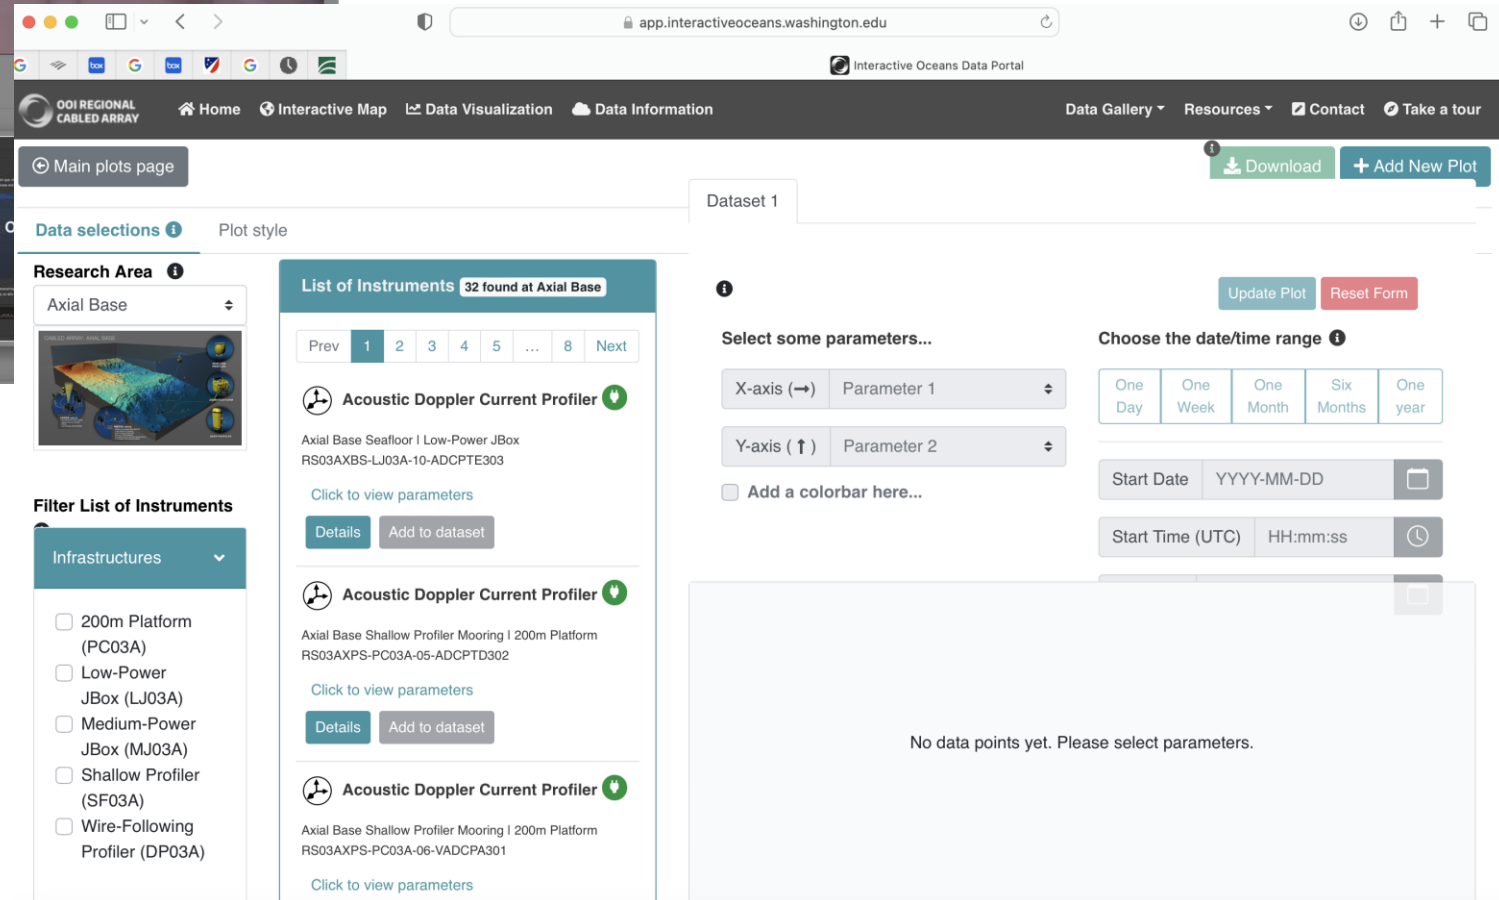 app.interactiveoceans.washington.edu
G box G box G
Interactive Oceans Data Portal
OOI REGIONAL
CABLED ARRAY
Home Interactive Map Data Visualization Data Information
Data Gallery Resources Contact Take a tour
Main plots page
Download + Add New Plot
Dataset 1
Data selections Plot style
Research Area
Axial Base
CABLED ARRAY: AXIAL BASE
Filter List of Instruments
Infrastructures
200m Platform
(PC03A)
Low-Power
JBox (LJ03A)
Medium-Power
JBox (MJ03A)
Shallow Profiler
(SF03A)
Wire-Following
Profiler (DP03A)
List of Instruments 32 found at Axial Base
Prev 1 2 3 4 5 ... 8 Next
Acoustic Doppler Current Profiler
Axial Base Seafloor | Low-Power JBox
RS03AXBS-LJ03A-10-ADCPTE303
Click to view parameters
Details Add to dataset
Acoustic Doppler Current Profiler
Axial Base Shallow Profiler Mooring | 200m Platform
RS03AXPS-PC03A-05-ADCPTD302
Click to view parameters
Details Add to dataset
Acoustic Doppler Current Profiler
Axial Base Shallow Profiler Mooring | 200m Platform
RS03AXPS-PC03A-06-VADCPA301
Click to view parameters
Update Plot Reset Form
Select some parameters...
X-axis (→) Parameter 1
Y-axis (↑) Parameter 2
Add a colorbar here...
Choose the date/time range
One Day One Week One Month Six Months One year
Start Date YYYY-MM-DD
Start Time (UTC) HH:mm:ss
No data points yet. Please select parameters.